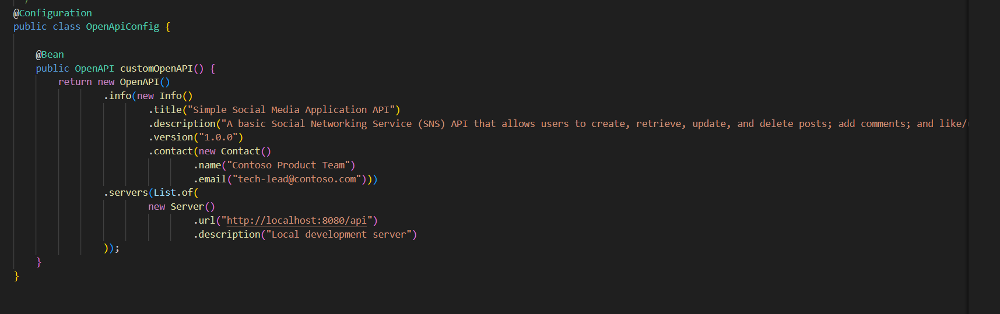 /
@Configuration
public class OpenApiConfig {
@Bean
public OpenAPI customOpenAPI() {
return new OpenAPI()
.info(new Info()
.title("Simple Social Media Application API")
.description("A basic Social Networking Service (SNS) API that allows users to create, retrieve, update, and delete posts; add comments; and like/
.version("1.0.0")
.contact(new Contact()
.name("Contoso Product Team")
.email("tech-lead@contoso.com")))
.servers(List.of(
new Server()
.url("http://localhost:8080/api")
.description("Local development server")
));
}
}